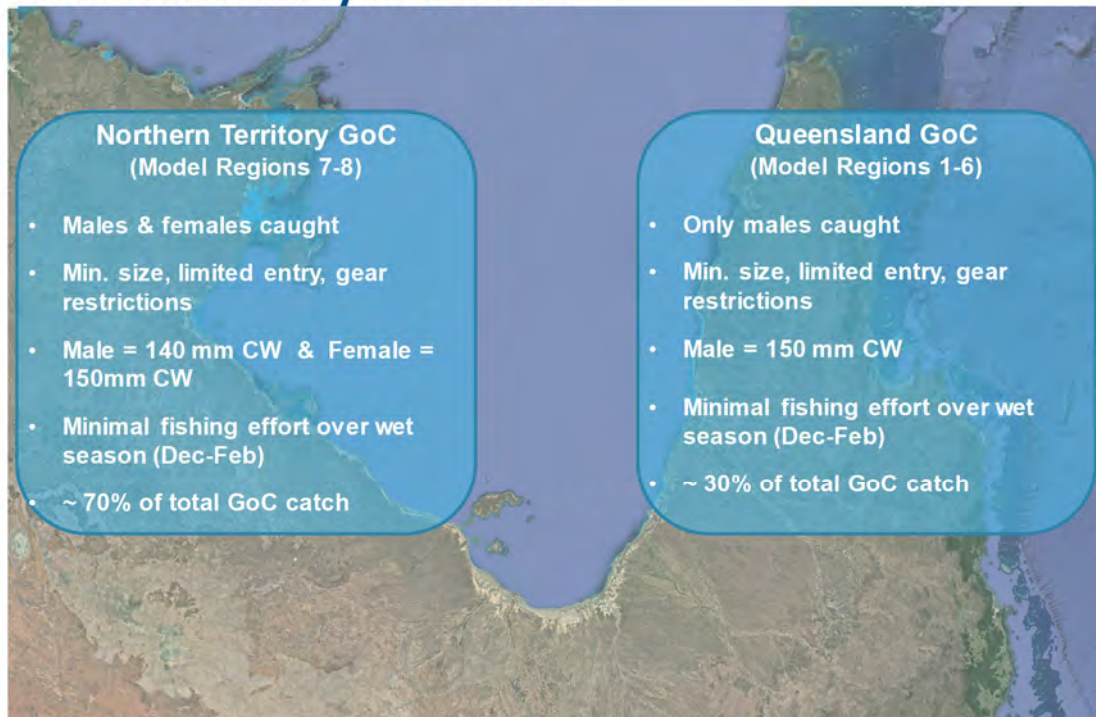 Northern Territory GoC
(Model Regions 7-8)
• Males & females caught
• Min. size, limited entry, gear
restrictions
• Male = 140 mm CW & Female =
150mm CW
• Minimal fishing effort over wet
season (Dec-Feb)
• ~ 70% of total GoC catch
Queensland GoC
(Model Regions 1-6)
• Only males caught
• Min. size, limited entry, gear
restrictions
• Male = 150 mm CW
• Minimal fishing effort over wet
season (Dec-Feb)
• ~ 30% of total GoC catch